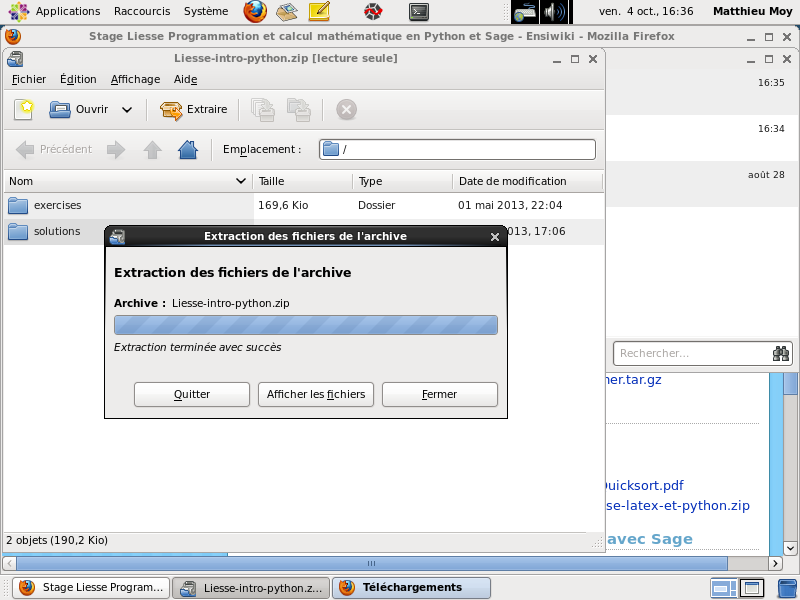 Applications Raccourcis Système ven. 4 oct., 16:36 Matthieu Moy
Stage Liesse Programmation et calcul mathématique en Python et Sage - Ensiwiki - Mozilla Firefox
Liesse-intro-python.zip [lecture seule]
Fichier Édition Affichage Aide
16:35
Ouvrir Extraire
16:34
Précédent Emplacement : /
août 28
Nom Taille Type Date de modification
exercises 169,6 Kio Dossier 01 mai 2013, 22:04
solutions 013, 17:06
Extraction des fichiers de l'archive
Extraction des fichiers de l'archive
Archive : Liesse-intro-python.zip
Extraction terminée avec succès
Rechercher...
ner.tar.gz
Quitter Afficher les fichiers Fermer
Quicksort.pdf
se-latex-et-python.zip
avec Sage
2 objets (190,2 Kio)
Stage Liesse Program... Liesse-intro-python.z... Téléchargements